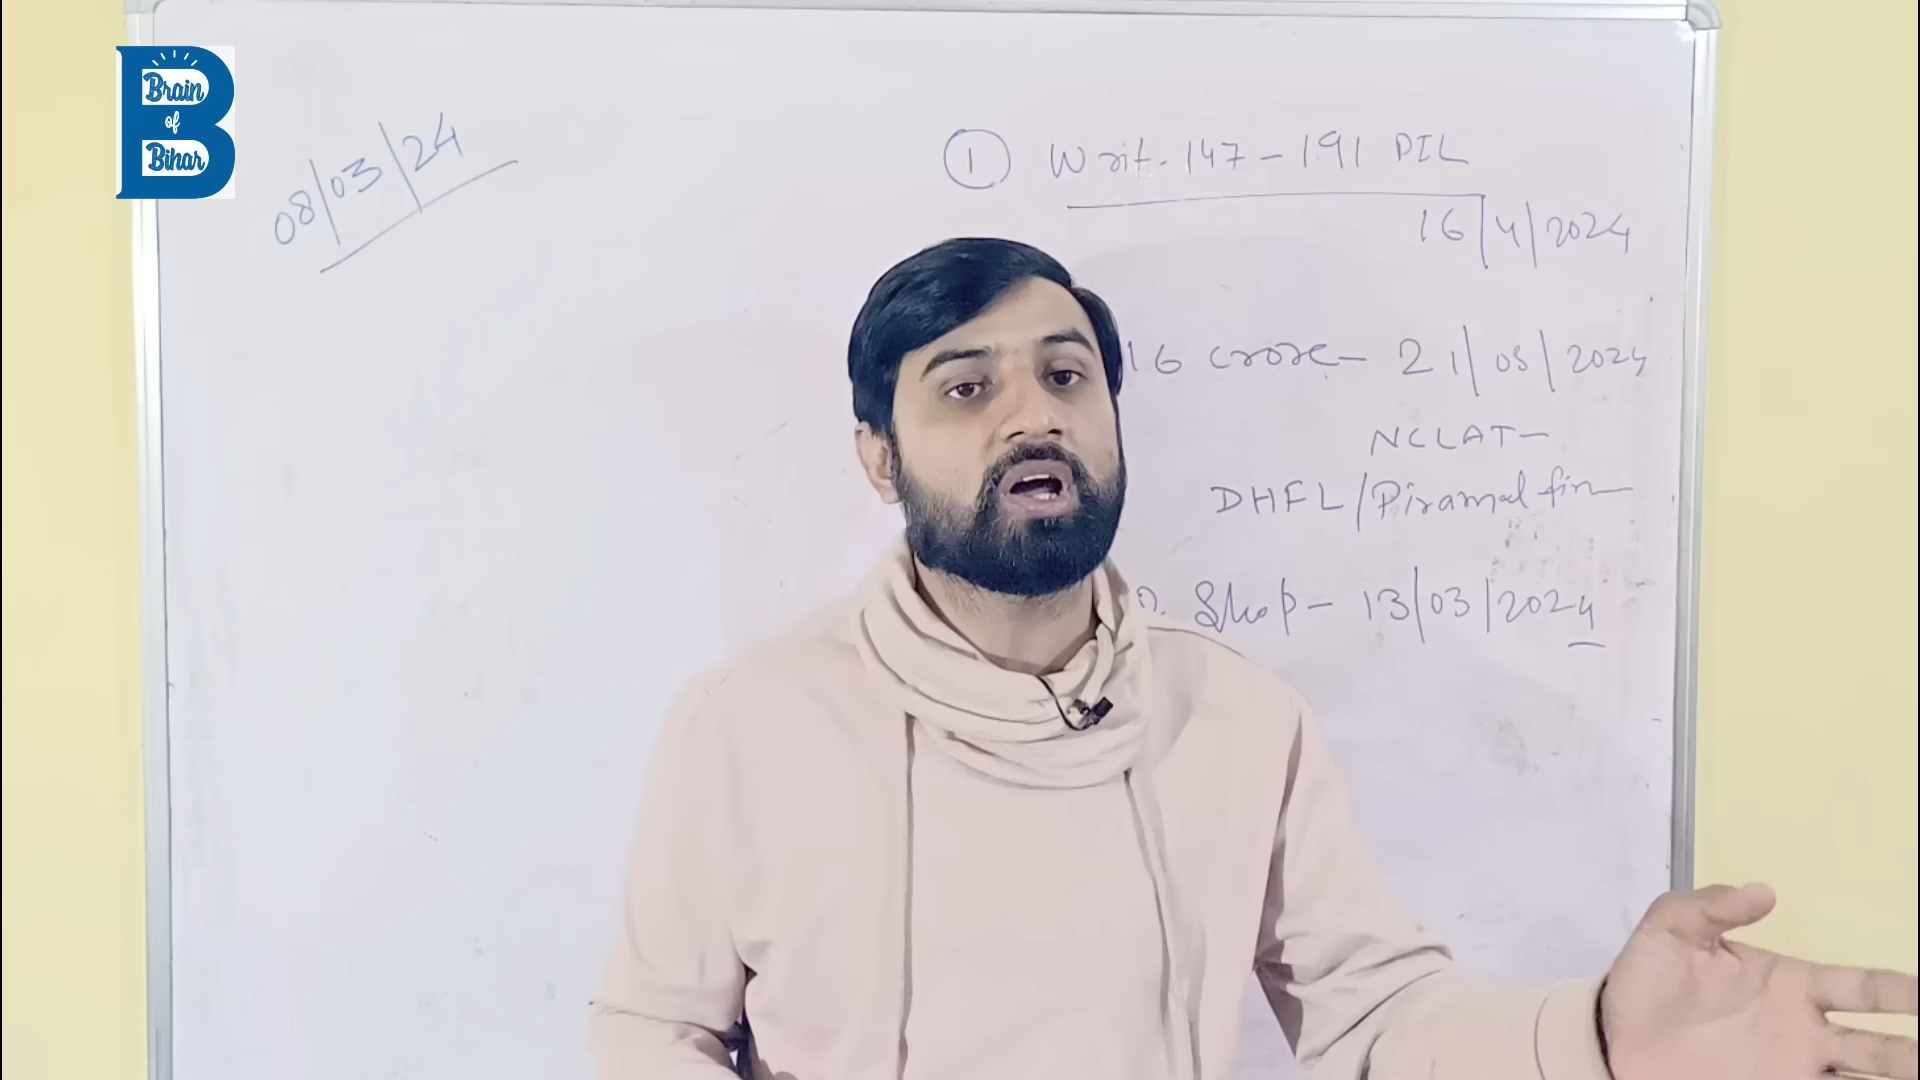 Brain
of
Bihar
08/03/24
1 Writ-147-191 PIL
16/4/2024
16 crore- 21/05/2024
NCLAT-
DHFL/Piramal fin
Shop- 13/03/2024